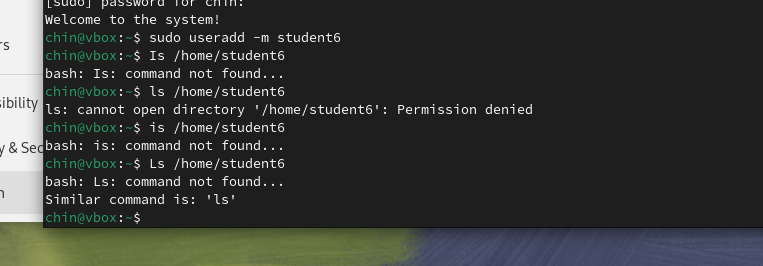 [sudo] password for chin:
Welcome to the system!
chin@vbox:~$ sudo useradd -m student6
chin@vbox:~$ Is /home/student6
bash: Is: command not found...
chin@vbox:~$ ls /home/student6
ls: cannot open directory '/home/student6': Permission denied
chin@vbox:~$ is /home/student6
bash: is: command not found...
chin@vbox:~$ Ls /home/student6
bash: Ls: command not found...
Similar command is: 'ls'
chin@vbox:~$
rs
sibility
y & Sec
n